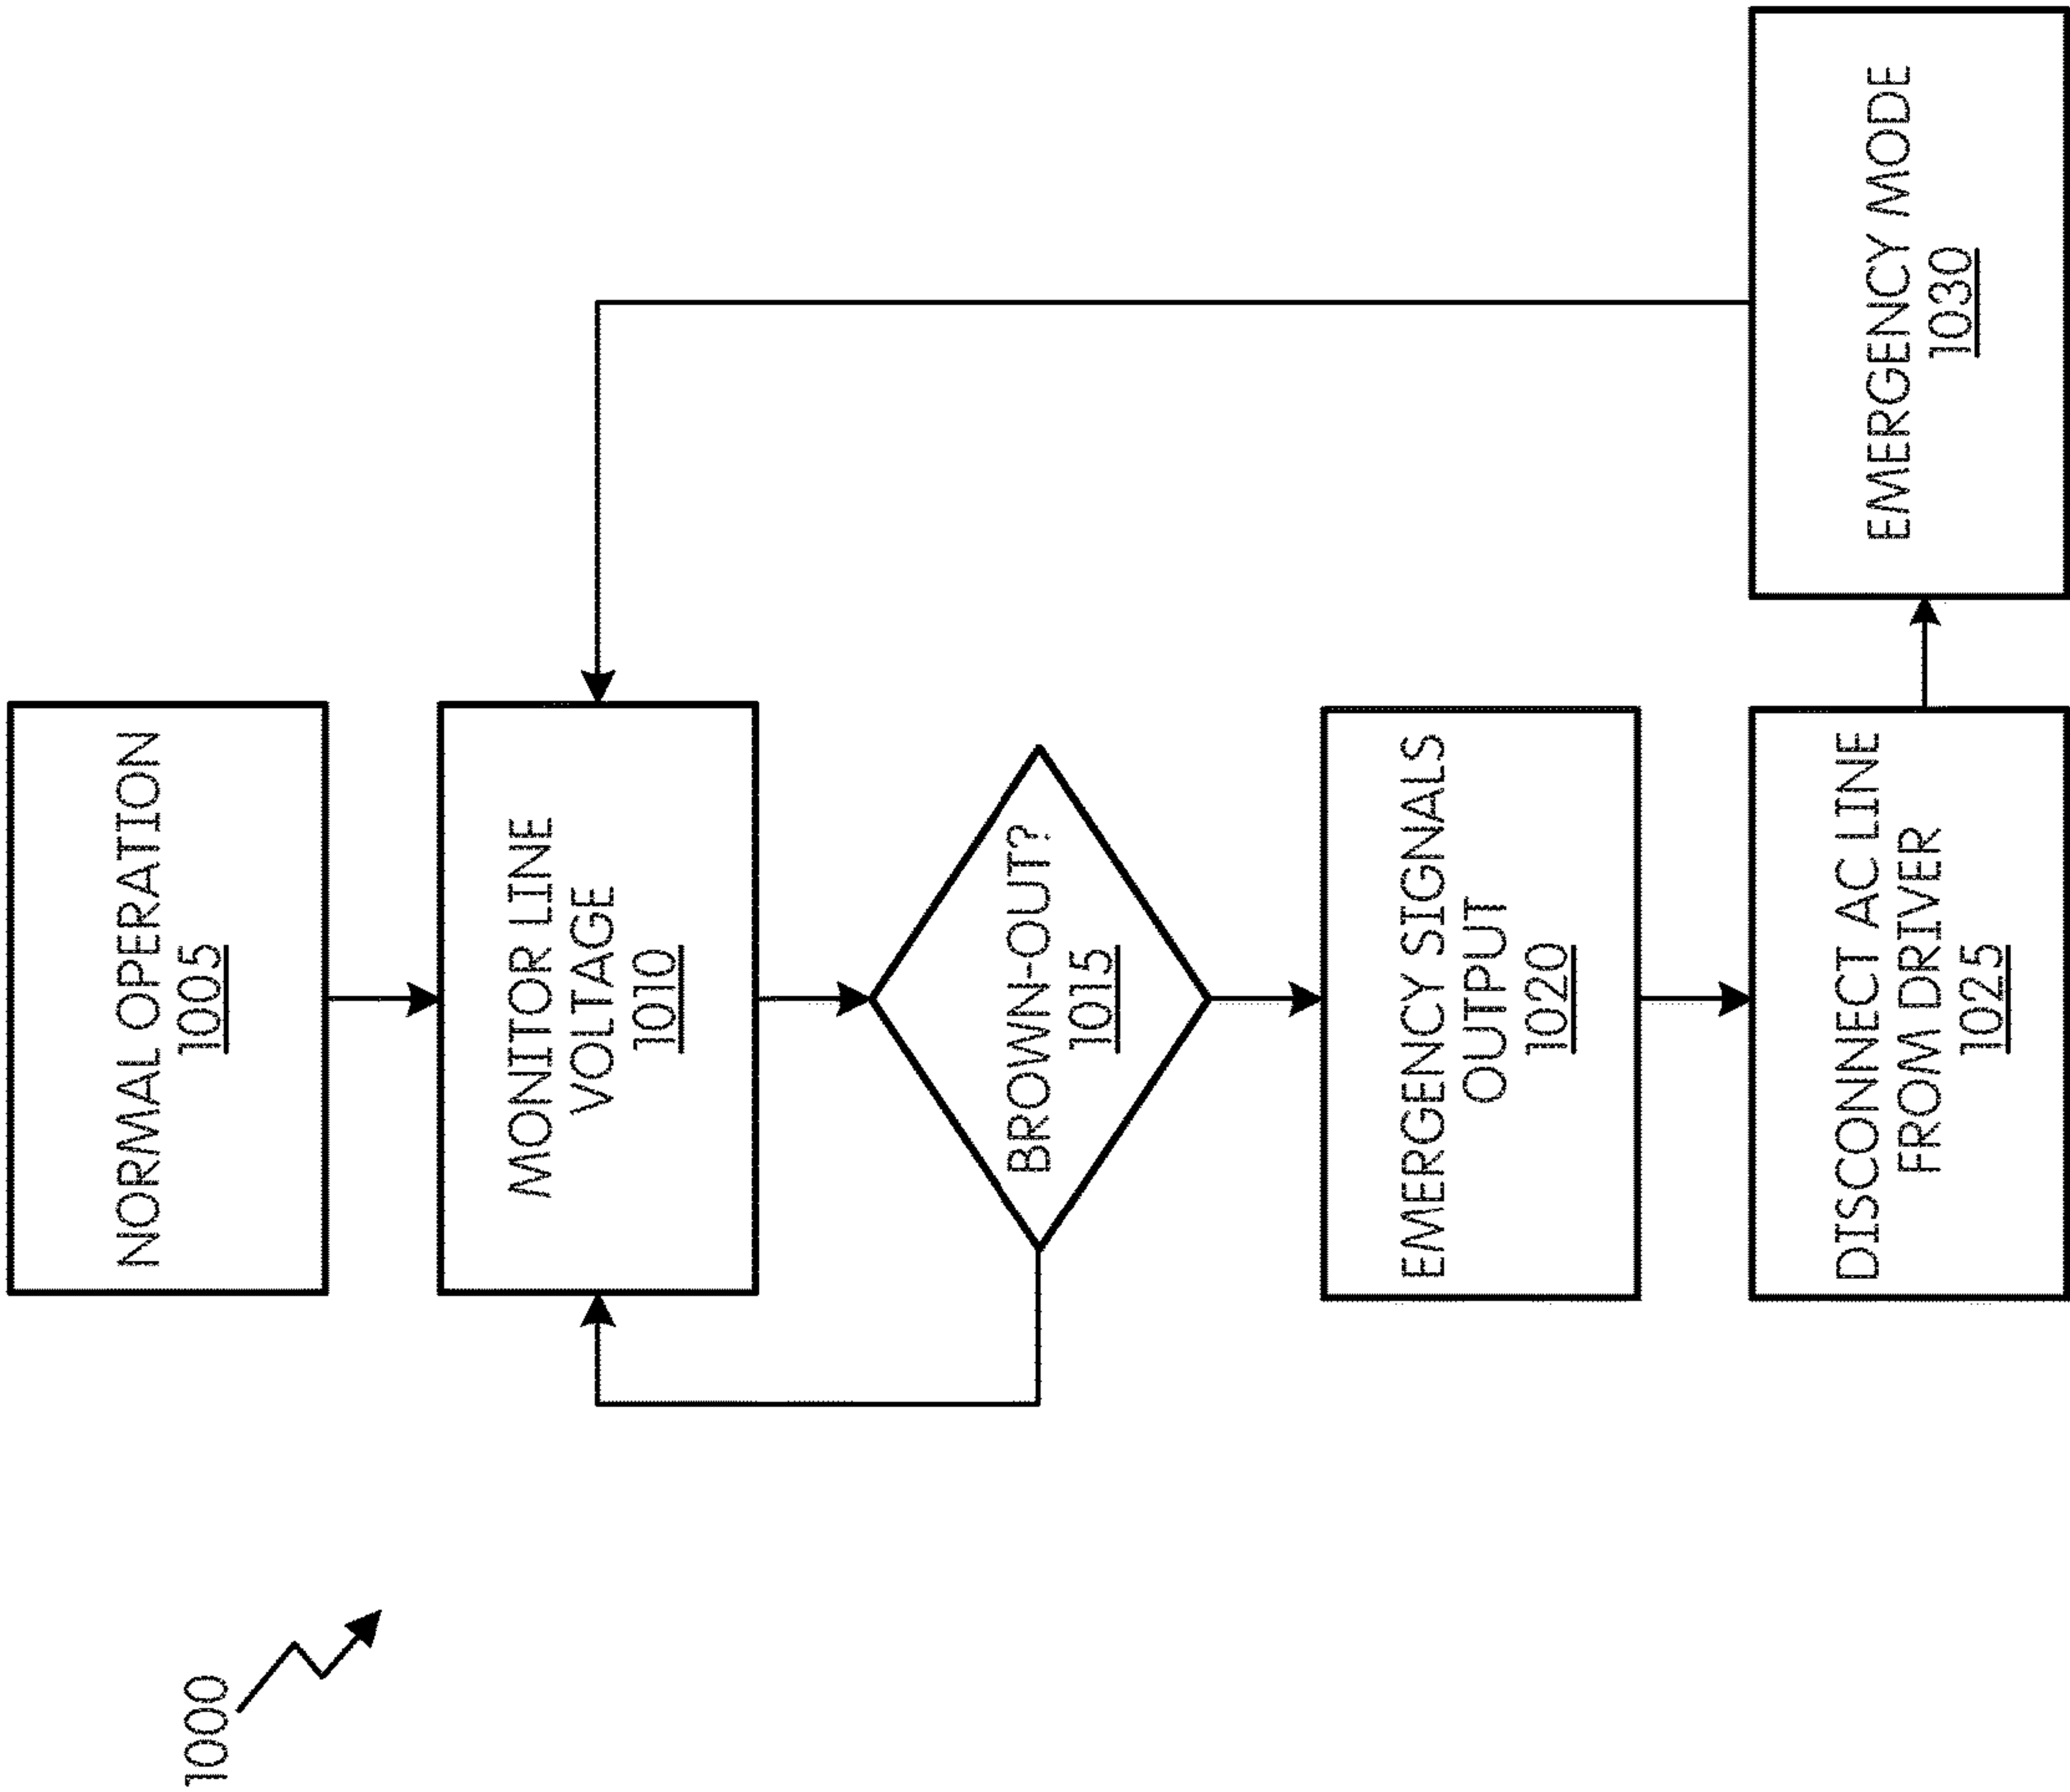 1000
NORMAL OPERATION
1005
MONITOR LINE
VOLTAGE
1010
BROWN-OUT?
1015
EMERGENCY SIGNALS
OUTPUT
1020
DISCONNECT AC LINE
FROM DRIVER
1025
EMERGENCY MODE
1030